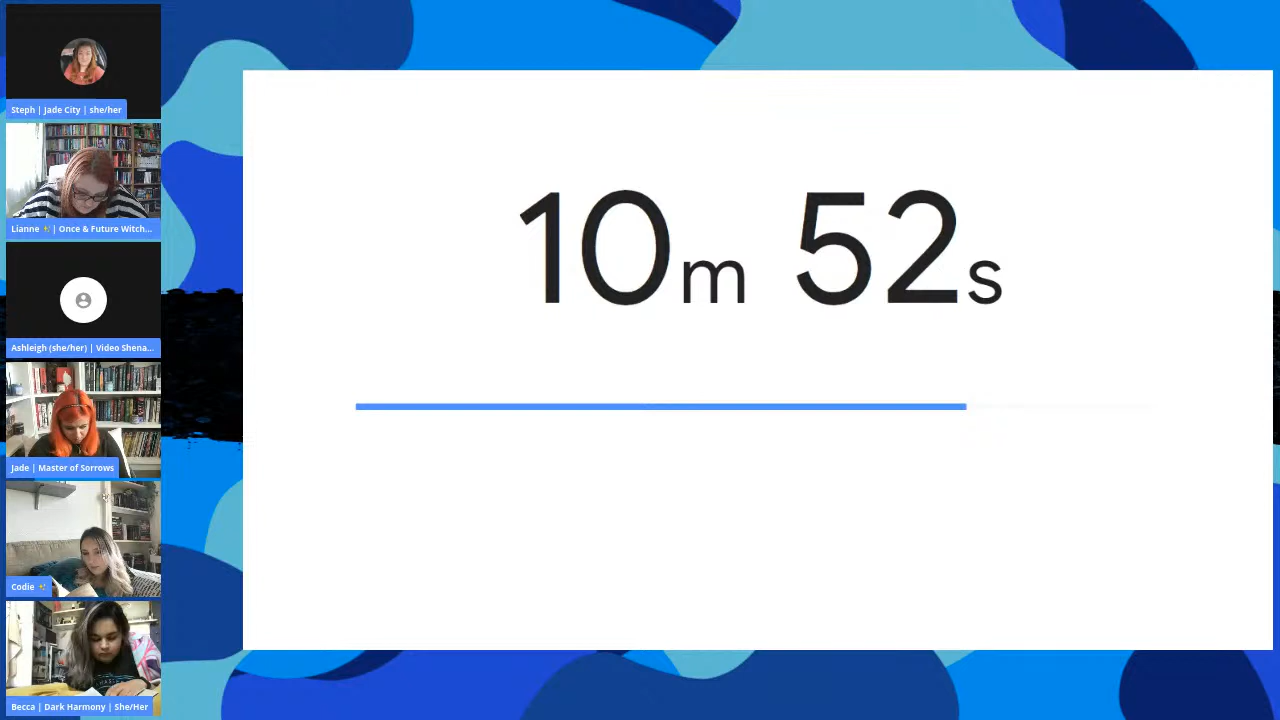 Steph | Jade City | she/her
Lianne ✨ | Once & Future Witch...
Ashleigh (she/her) | Video Shena...
Jade | Master of Sorrows
Codie ✨
Becca | Dark Harmony | She/Her
10m 52s